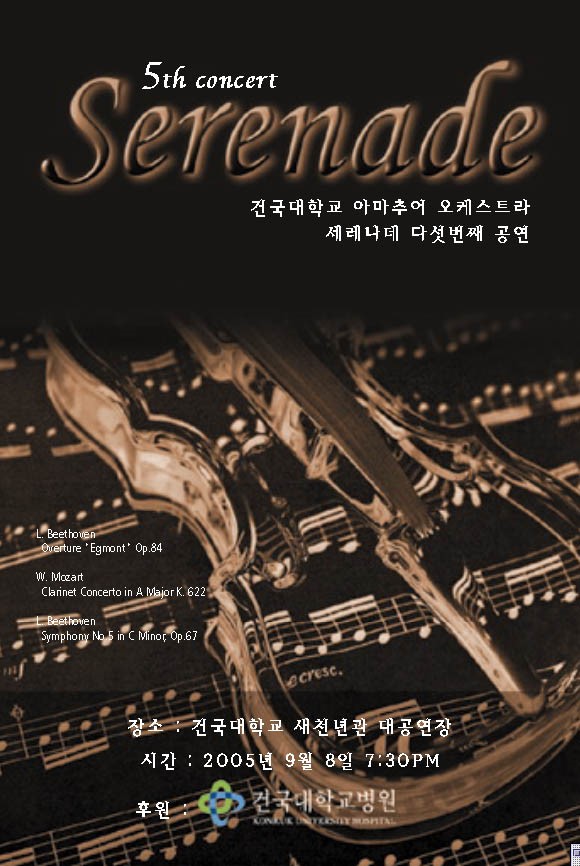 5th concert
Serenade
건국대학교 아마추어 오케스트라
세레나데 다섯번째 공연
L. Beethoven
Overture "Egmont" Op.84
W. Mozart
Clarinet Concerto in A Major K. 622
L. Beethoven
Symphony No.5 in C Minor, Op.67
cresc.
장소 : 건국대학교 새천년관 대공연장
시간 : 2005년 9월 8일 7:30PM
후원 : 건국대학교병원
KONKUK UNIVERSITY HOSPITAL